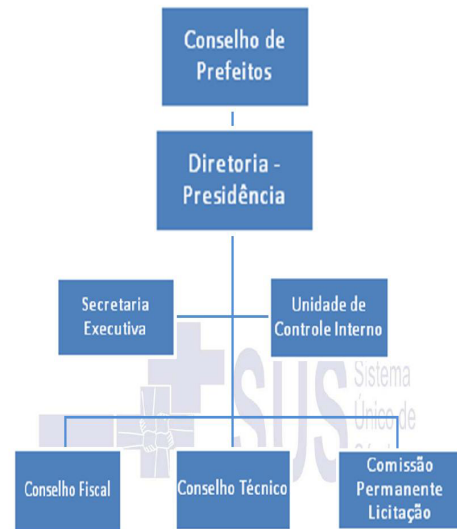 Conselho de
Prefeitos
Diretoria -
Presidência
Secretaria
Executiva
Unidade de
Controle Interno
SUS
Sistema
Único de
Conselho Fiscal
Conselho Técnico
Comissão
Permanente
Licitação